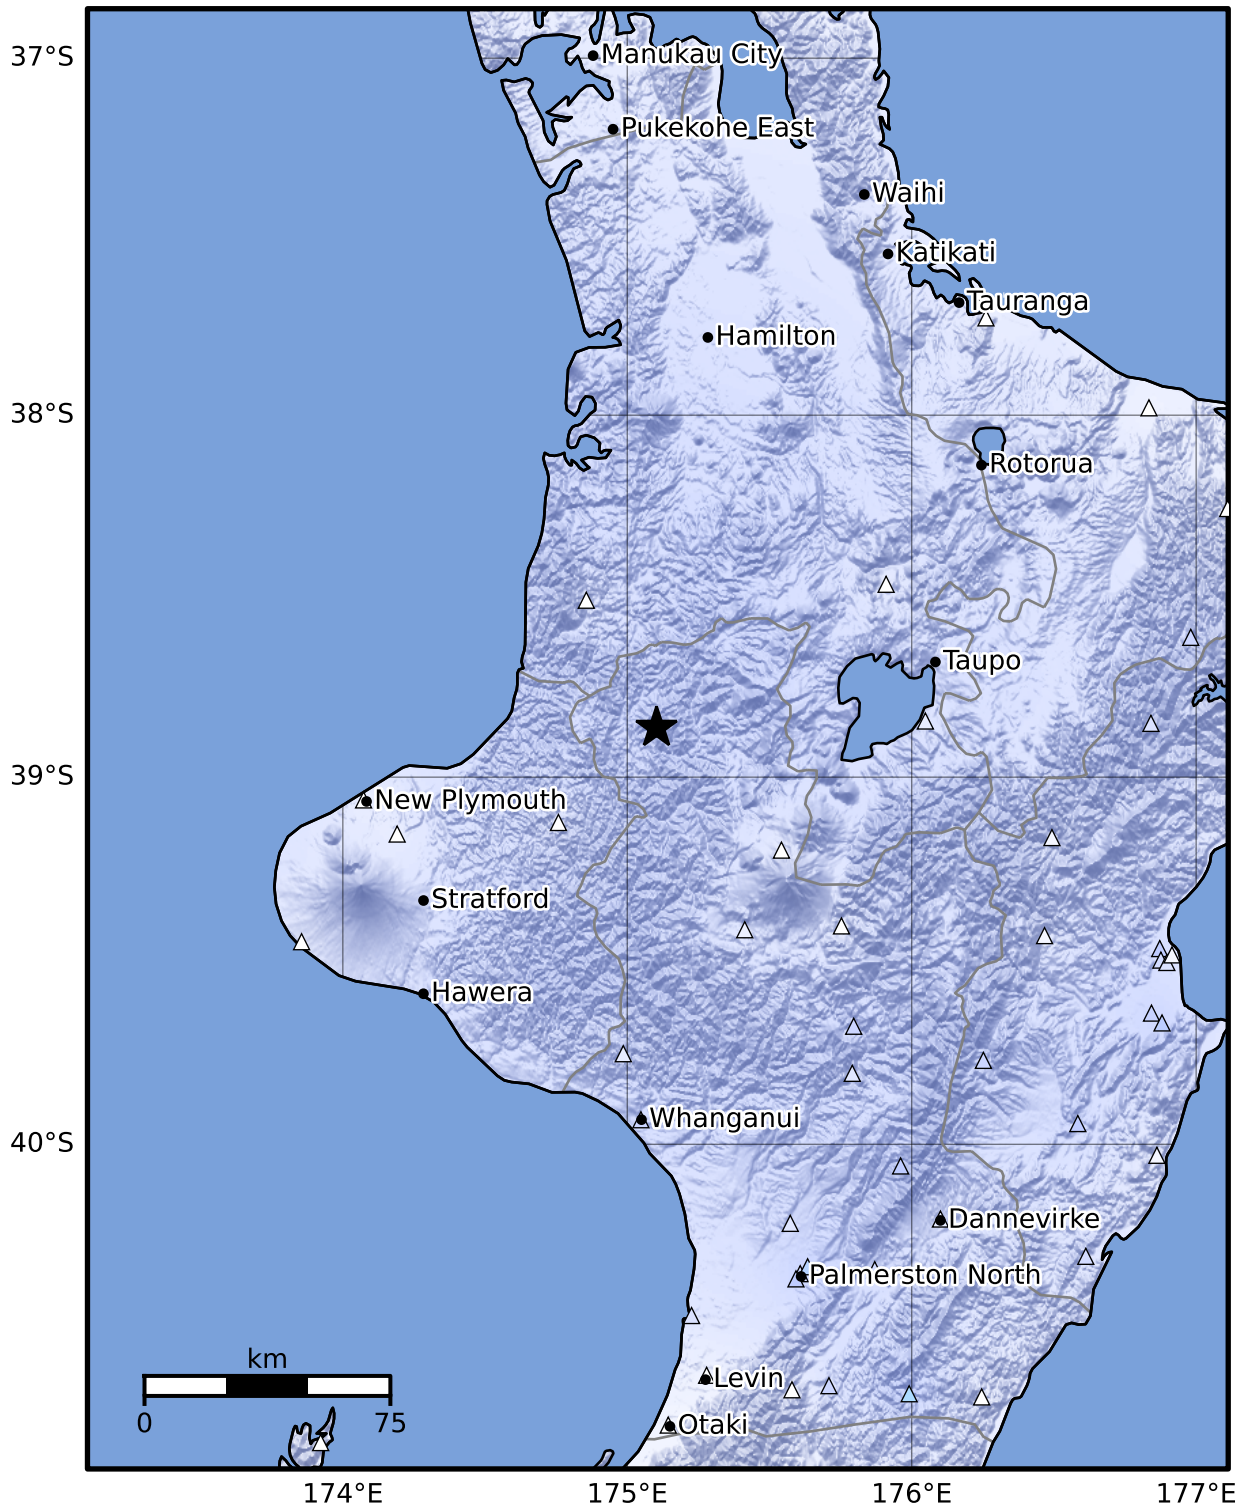 37°S
Manukau City
Pukekohe East
Waihi
Katikati
Tauranga
Hamilton
38°S
Rotorua
Taupo
39°S
New Plymouth
Stratford
Hawera
Whanganui
40°S
Dannevirke
Palmerston North
km
0 75
Levin
Otaki
174°E 175°E 176°E 177°E